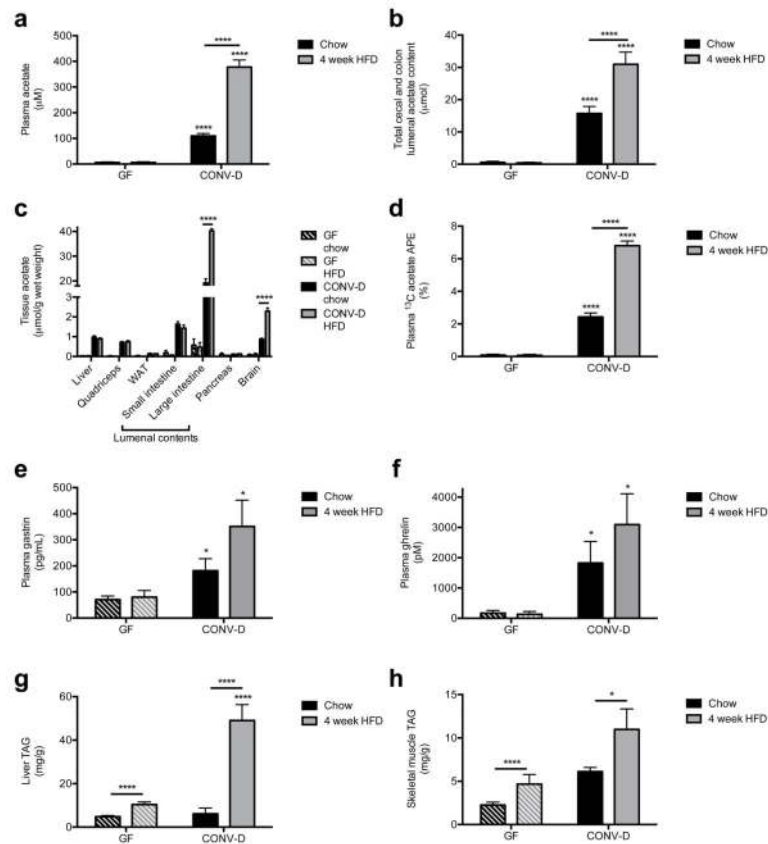 a
Plasma acetate
(μM)
500
400
300
200
100
0
****
****
****
GF
CONV-D
Chow
4 week HFD
b
Total cecal and colon
lumenal acetate content
(μmol)
40
30
20
10
0
****
****
****
GF
CONV-D
Chow
4 week HFD
c
Tissue acetate
(μmol/g wet weight)
40
20
3
2
1
0
****
****
Liver
Quadriceps
WAT
Small intestine
Large intestine
Pancreas
Brain
Lumenal contents
GF
chow
GF
HFD
CONV-D
chow
CONV-D
HFD
d
Plasma ¹³C acetate APE
(%)
8
6
4
2
0
****
****
****
GF
CONV-D
Chow
4 week HFD
e
Plasma gastrin
(pg/mL)
500
400
300
200
100
0
*
*
GF
CONV-D
Chow
4 week HFD
f
Plasma ghrelin
(pM)
4000
3000
2000
1000
0
*
*
GF
CONV-D
Chow
4 week HFD
g
Liver TAG
(mg/g)
60
40
20
0
****
****
****
GF
CONV-D
Chow
4 week HFD
h
Skeletal muscle TAG
(mg/g)
15
10
5
0
****
*
GF
CONV-D
Chow
4 week HFD